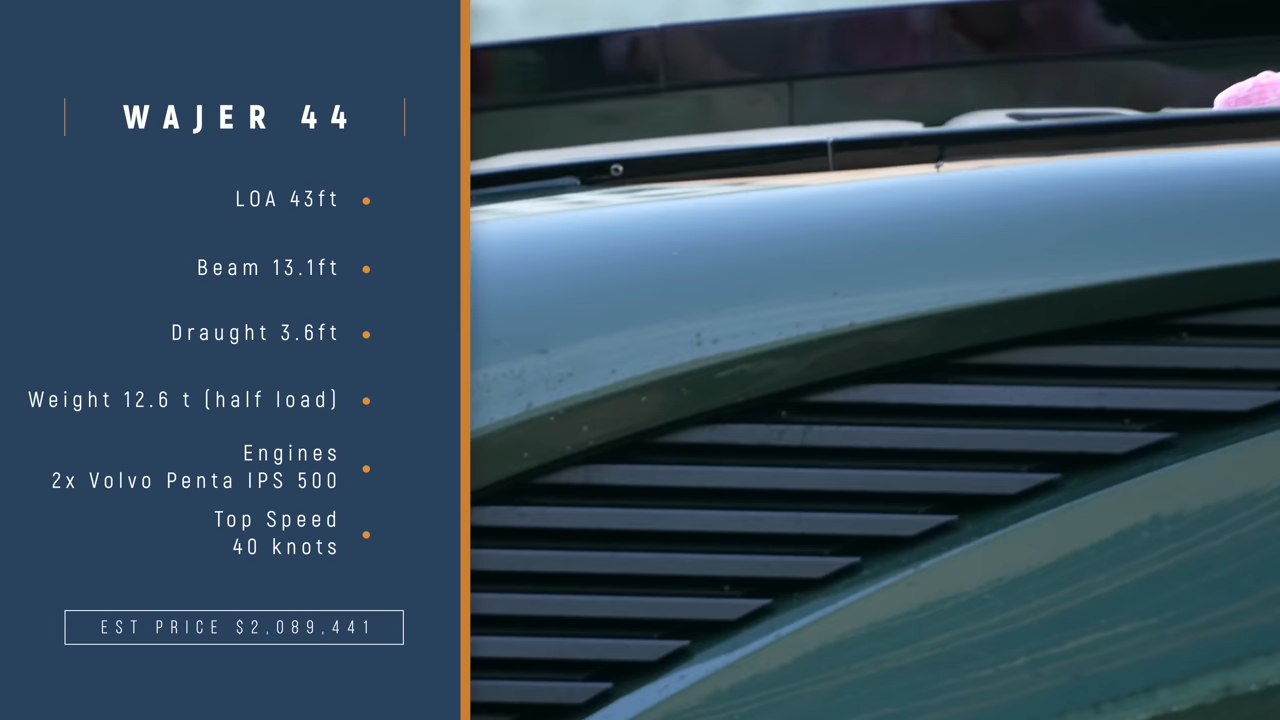 WAJER 44
LOA 43ft
Beam 13.1ft
Draught 3.6ft
Weight 12.6 t (half load)
Engines
2x Volvo Penta IPS 500
Top Speed
40 knots
EST PRICE $2,089,441